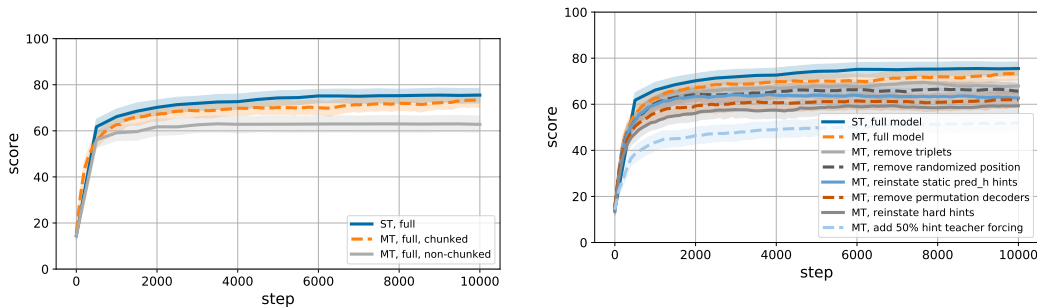 100
80
60
40
20
0
score
0 2000 4000 6000 8000 10000
step
ST, full
MT, full, chunked
MT, full, non-chunked
100
80
60
40
20
0
score
0 2000 4000 6000 8000 10000
step
ST, full model
MT, full model
MT, remove triplets
MT, remove randomized position
MT, reinstate static pred_h hints
MT, remove permutation decoders
MT, reinstate hard hints
MT, add 50% hint teacher forcing